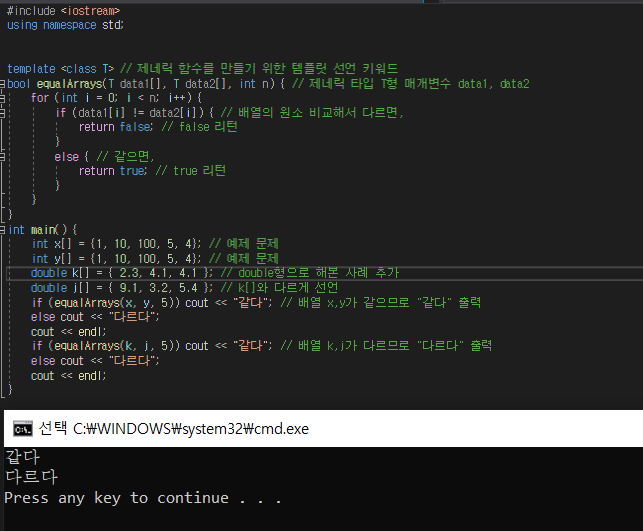 #include <iostream>
using namespace std;
template <class T> // 제네릭 함수를 만들기 위한 템플릿 선언 키워드
bool equalArrays(T data1[], T data2[], int n) { // 제네릭 타입 T형 매개변수 data1, data2
for (int i = 0; i < n; i++) {
if (data1[i] != data2[i]) { // 배열의 원소 비교해서 다르면,
return false; // false 리턴
}
else { // 같으면,
return true; // true 리턴
}
}
}
int main() {
int x[] = {1, 10, 100, 5, 4}; // 예제 문제
int y[] = {1, 10, 100, 5, 4}; // 예제 문제
double k[] = { 2.3, 4.1, 4.1 }; // double형으로 해본 사례 추가
double j[] = { 9.1, 3.2, 5.4 }; // k[]와 다르게 선언
if (equalArrays(x, y, 5)) cout << "같다"; // 배열 x,y가 같으므로 "같다" 출력
else cout << "다르다";
cout << endl;
if (equalArrays(k, j, 5)) cout << "같다"; // 배열 k,j가 다르므로 "다르다" 출력
else cout << "다르다";
cout << endl;
}
선택 C:\WINDOWS\system32\cmd.exe
같다
다르다
Press any key to continue . . .